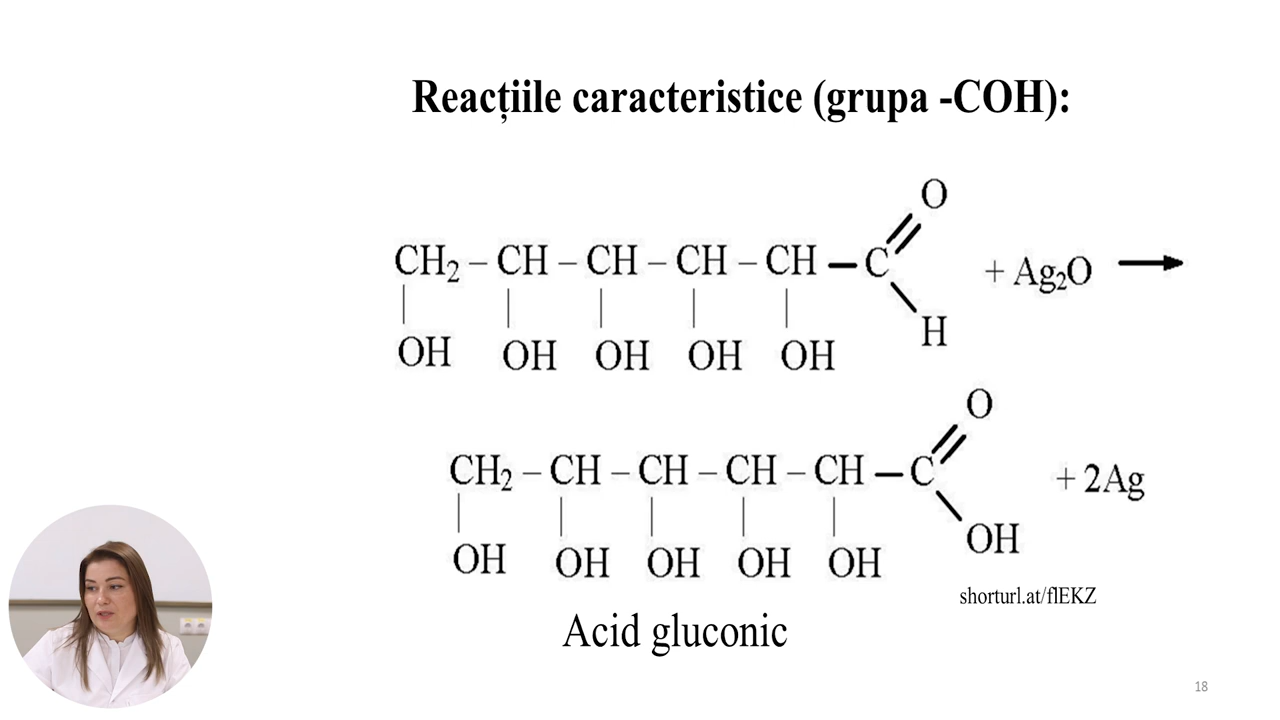 Reacțiile caracteristice (grupa -COH):
O
CH₂ – CH – CH – CH – CH – C + Ag₂O →
H
OH OH OH OH OH
O
CH₂ – CH – CH – CH – CH – C + 2Ag
OH
OH OH OH OH OH
shorturl.at/flEKZ
Acid gluconic
18